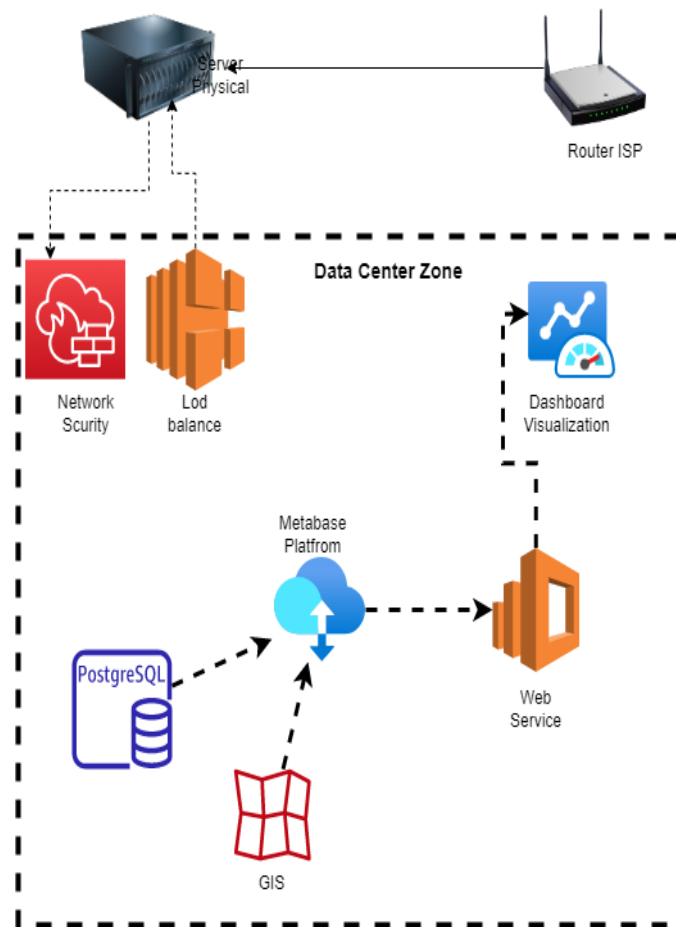 Server
Physical
Router ISP
Data Center Zone
Network
Scurity
Lod
balance
Dashboard
Visualization
Metabase
Platfrom
PostgreSQL
Web
Service
GIS